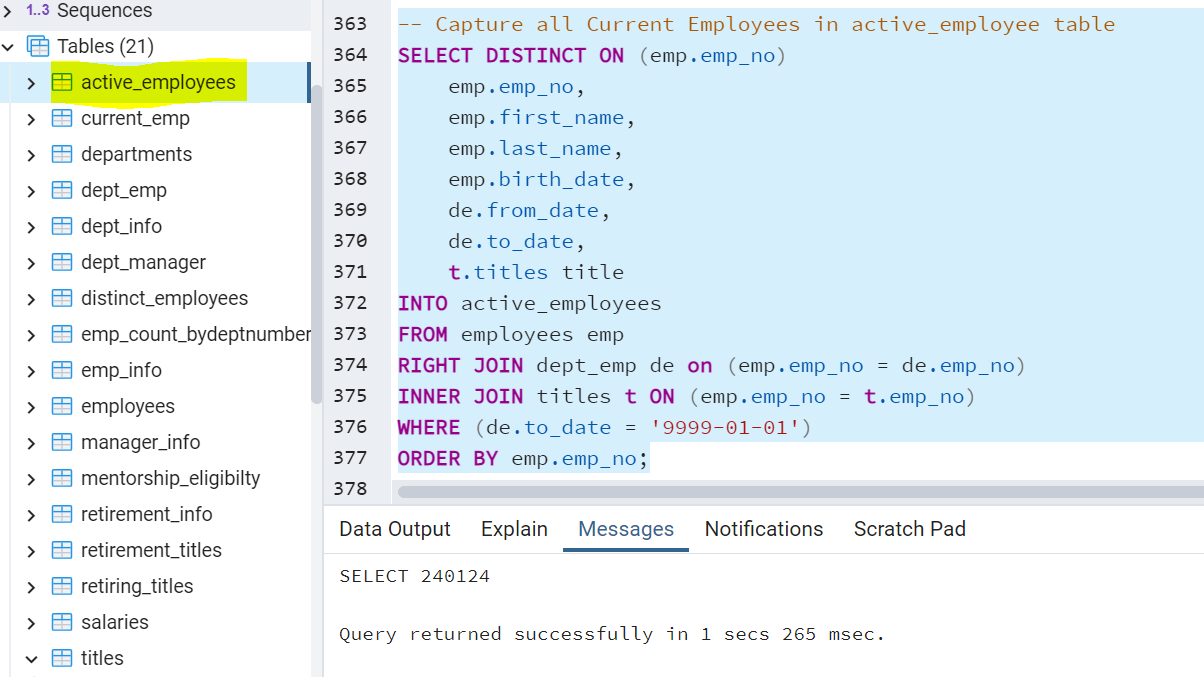 1..3 Sequences
Tables (21)
active_employees
current_emp
departments
dept_emp
dept_info
dept_manager
distinct_employees
emp_count_bydeptnumber
emp_info
employees
manager_info
mentorship_eligibilty
retirement_info
retirement_titles
retiring_titles
salaries
titles
363 -- Capture all Current Employees in active_employee table
364 SELECT DISTINCT ON (emp.emp_no)
365 emp.emp_no,
366 emp.first_name,
367 emp.last_name,
368 emp.birth_date,
369 de.from_date,
370 de.to_date,
371 t.titles title
372 INTO active_employees
373 FROM employees emp
374 RIGHT JOIN dept_emp de on (emp.emp_no = de.emp_no)
375 INNER JOIN titles t ON (emp.emp_no = t.emp_no)
376 WHERE (de.to_date = '9999-01-01')
377 ORDER BY emp.emp_no;
378
Data Output Explain Messages Notifications Scratch Pad
SELECT 240124
Query returned successfully in 1 secs 265 msec.